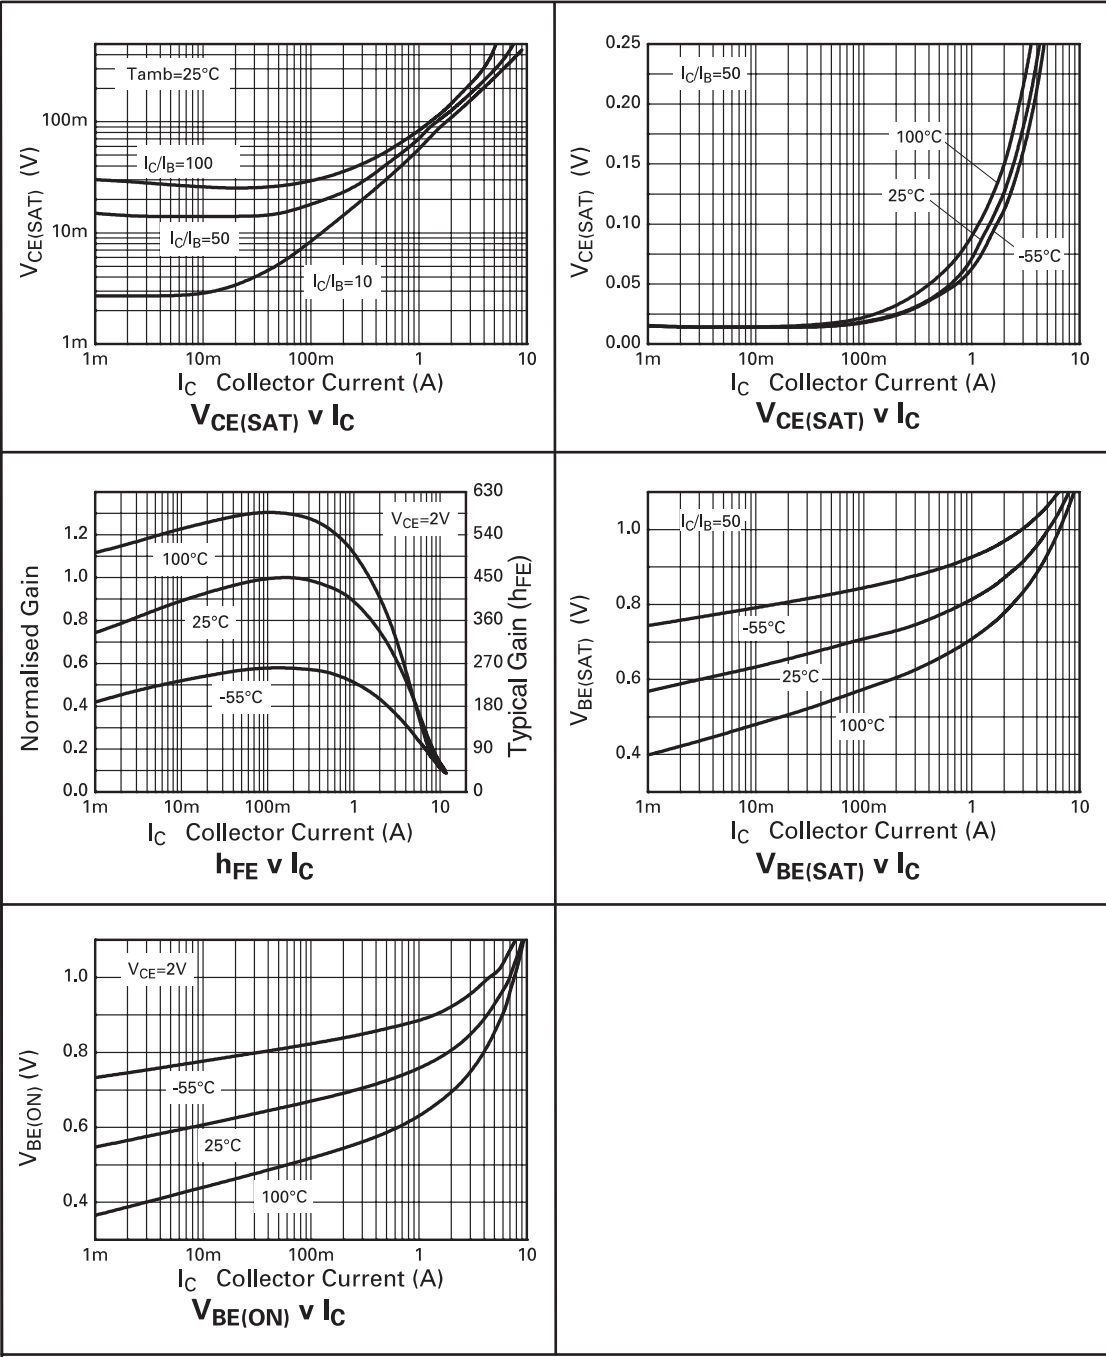 Tamb=25°C
IC/IB=100
IC/IB=50
IC/IB=10
100m
10m
1m
VCE(SAT) (V)
1m 10m 100m 1 10
IC Collector Current (A)
VCE(SAT) v IC
IC/IB=50
100°C
25°C
-55°C
0.25
0.20
0.15
0.10
0.05
0.00
VCE(SAT) (V)
1m 10m 100m 1 10
IC Collector Current (A)
VCE(SAT) v IC
VCE=2V
100°C
25°C
-55°C
1.2
1.0
0.8
0.6
0.4
0.2
0.0
Normalised Gain
630
540
450
360
270
180
90
0
Typical Gain (hFE)
1m 10m 100m 1 10
IC Collector Current (A)
hFE v IC
IC/IB=50
-55°C
25°C
100°C
1.0
0.8
0.6
0.4
VBE(SAT) (V)
1m 10m 100m 1 10
IC Collector Current (A)
VBE(SAT) v IC
VCE=2V
-55°C
25°C
100°C
1.0
0.8
0.6
0.4
VBE(ON) (V)
1m 10m 100m 1 10
IC Collector Current (A)
VBE(ON) v IC